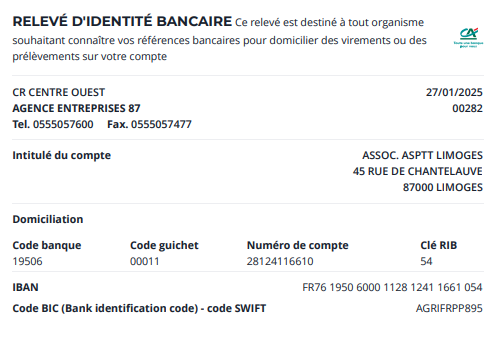 RELEVÉ D'IDENTITÉ BANCAIRE Ce relevé est destiné à tout organisme
souhaitant connaître vos références bancaires pour domicilier des virements ou des
prélèvements sur votre compte
CR CENTRE OUEST 27/01/2025
AGENCE ENTREPRISES 87 00282
Tel. 0555057600 Fax. 0555057477
Intitulé du compte ASSOC. ASPTT LIMOGES
45 RUE DE CHANTELAUVE
87000 LIMOGES
Domiciliation
Code banque Code guichet Numéro de compte Clé RIB
19506 00011 28124116610 54
IBAN FR76 1950 6000 1128 1241 1661 054
Code BIC (Bank identification code) - code SWIFT AGRIFRPP895